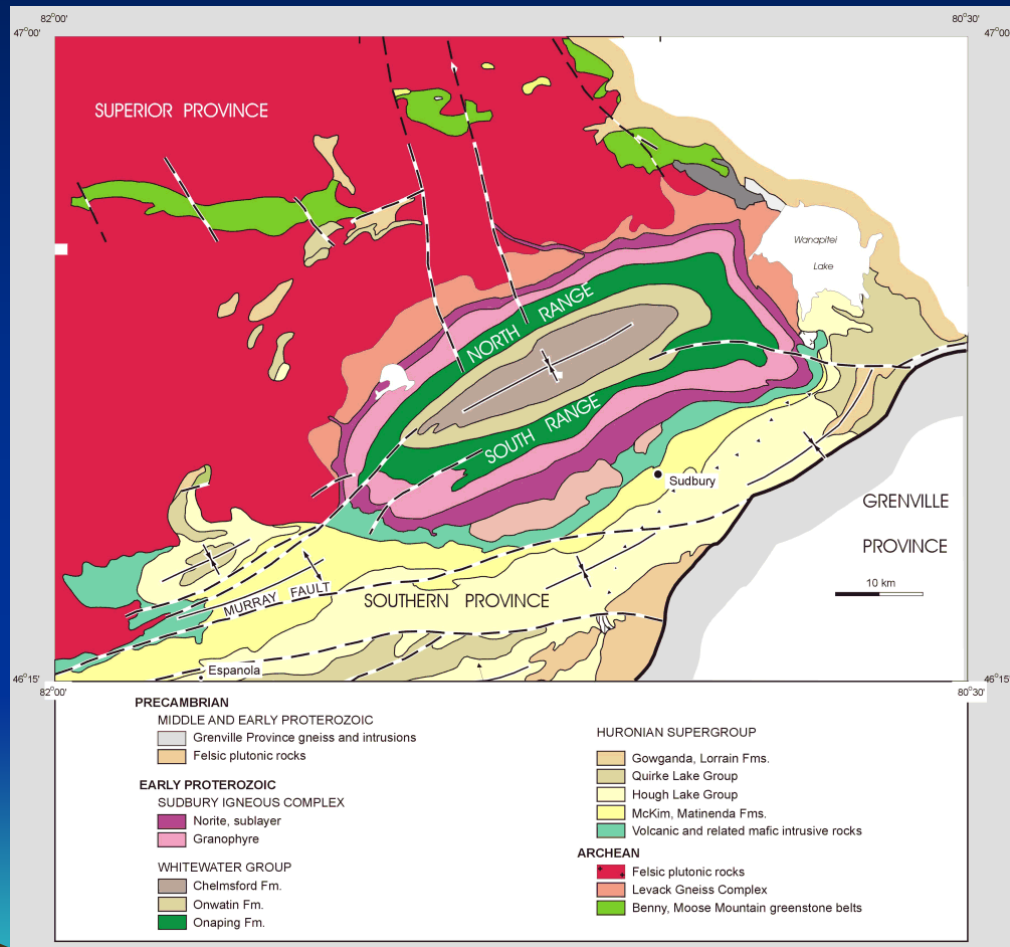 82°00'
80°30'
47°00'
47°00'
SUPERIOR PROVINCE
Wanapitei
Lake
NORTH RANGE
SOUTH RANGE
Sudbury
GRENVILLE
PROVINCE
10 km
MURRAY FAULT
SOUTHERN PROVINCE
Espanola
46°15'
46°15'
82°00'
80°30'
PRECAMBRIAN
MIDDLE AND EARLY PROTEROZOIC
Grenville Province gneiss and intrusions
Felsic plutonic rocks
EARLY PROTEROZOIC
SUDBURY IGNEOUS COMPLEX
Norite, sublayer
Granophyre
WHITEWATER GROUP
Chelmsford Fm.
Onwatin Fm.
Onaping Fm.
HURONIAN SUPERGROUP
Gowganda, Lorrain Fms.
Quirke Lake Group
Hough Lake Group
McKim, Matinenda Fms.
Volcanic and related mafic intrusive rocks
ARCHEAN
Felsic plutonic rocks
Levack Gneiss Complex
Benny, Moose Mountain greenstone belts